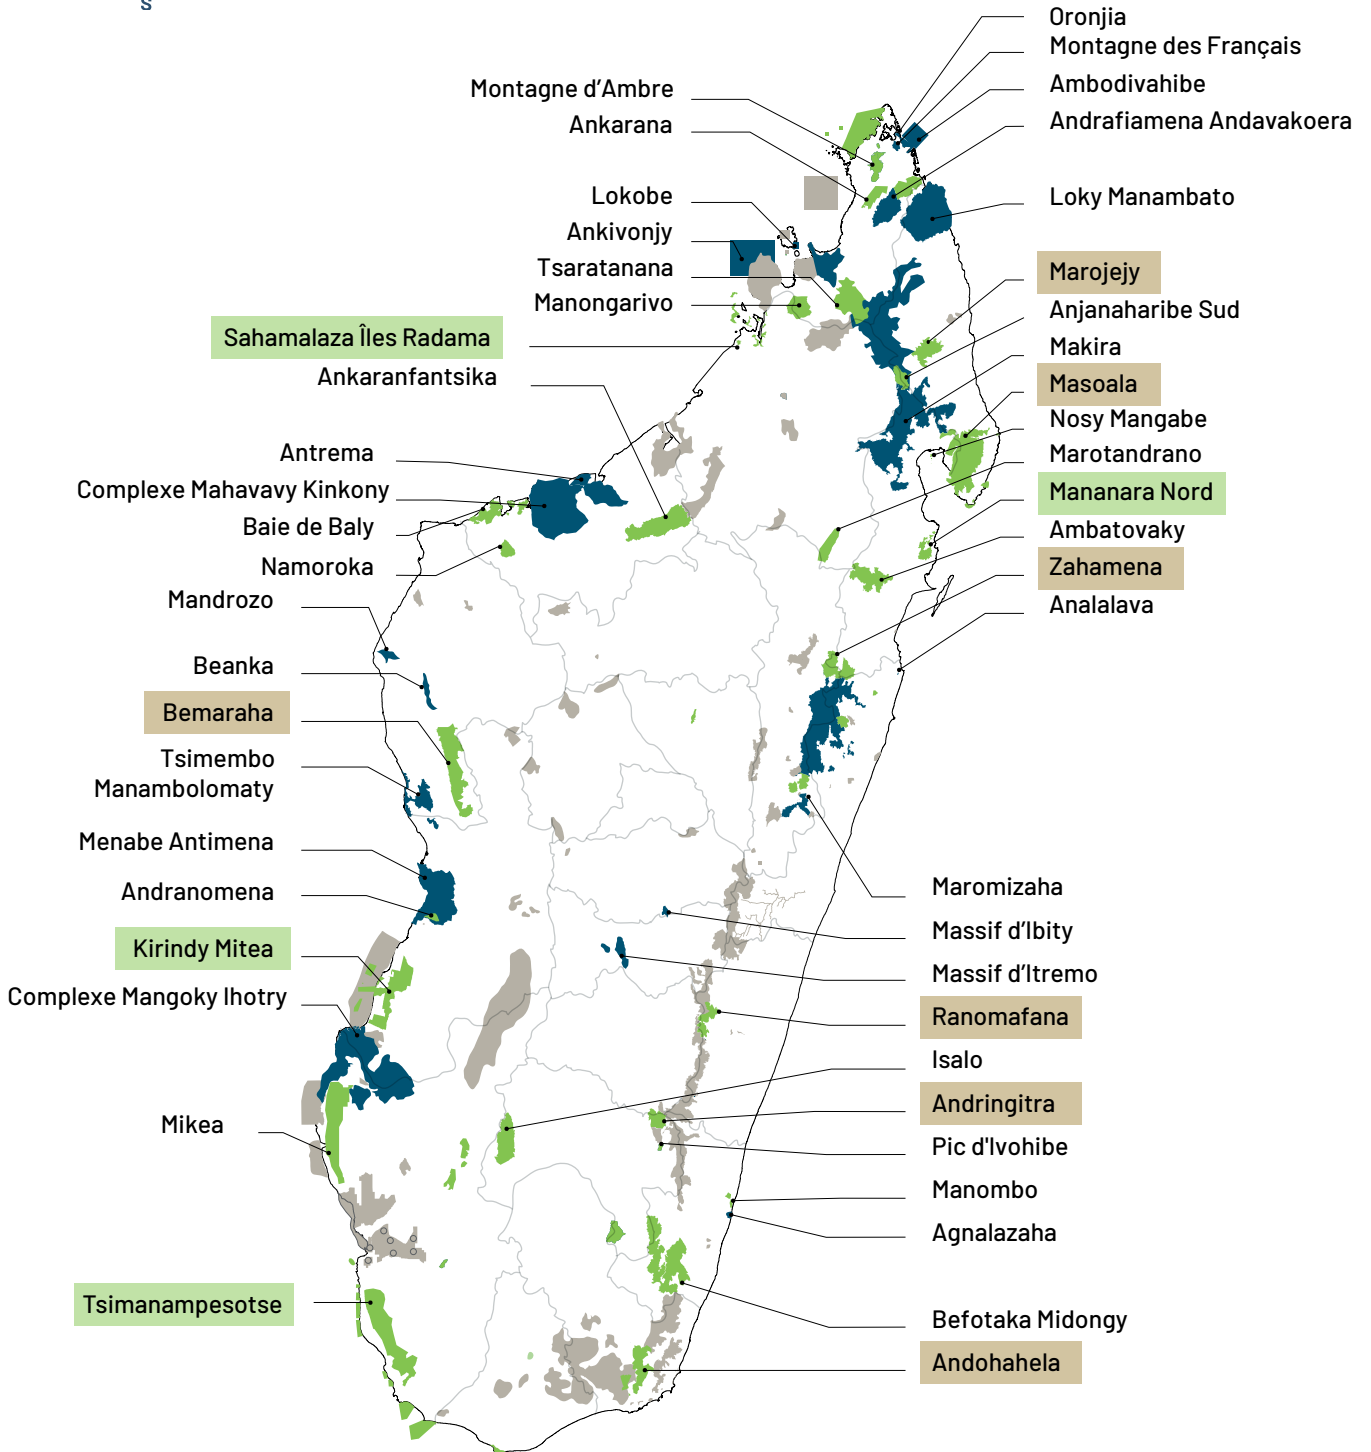 s
Oronjia
Montagne des Français
Ambodivahibe
Andrafiamena Andavakoera
Loky Manambato
Marojejy
Anjanaharibe Sud
Makira
Masoala
Nosy Mangabe
Marotandrano
Mananara Nord
Ambatovaky
Zahamena
Analalava
Montagne d’Ambre
Ankarana
Lokobe
Ankivonjy
Tsaratanana
Manongarivo
Sahamalaza Îles Radama
Ankaranfantsika
Antrema
Complexe Mahavavy Kinkony
Baie de Baly
Namoroka
Mandrozo
Beanka
Bemaraha
Tsimembo
Manambolomaty
Menabe Antimena
Andranomena
Kirindy Mitea
Complexe Mangoky Ihotry
Mikea
Tsimanampesotse
Maromizaha
Massif d’Ibity
Massif d’Itremo
Ranomafana
Isalo
Andringitra
Pic d'Ivohibe
Manombo
Agnalazaha
Befotaka Midongy
Andohahela